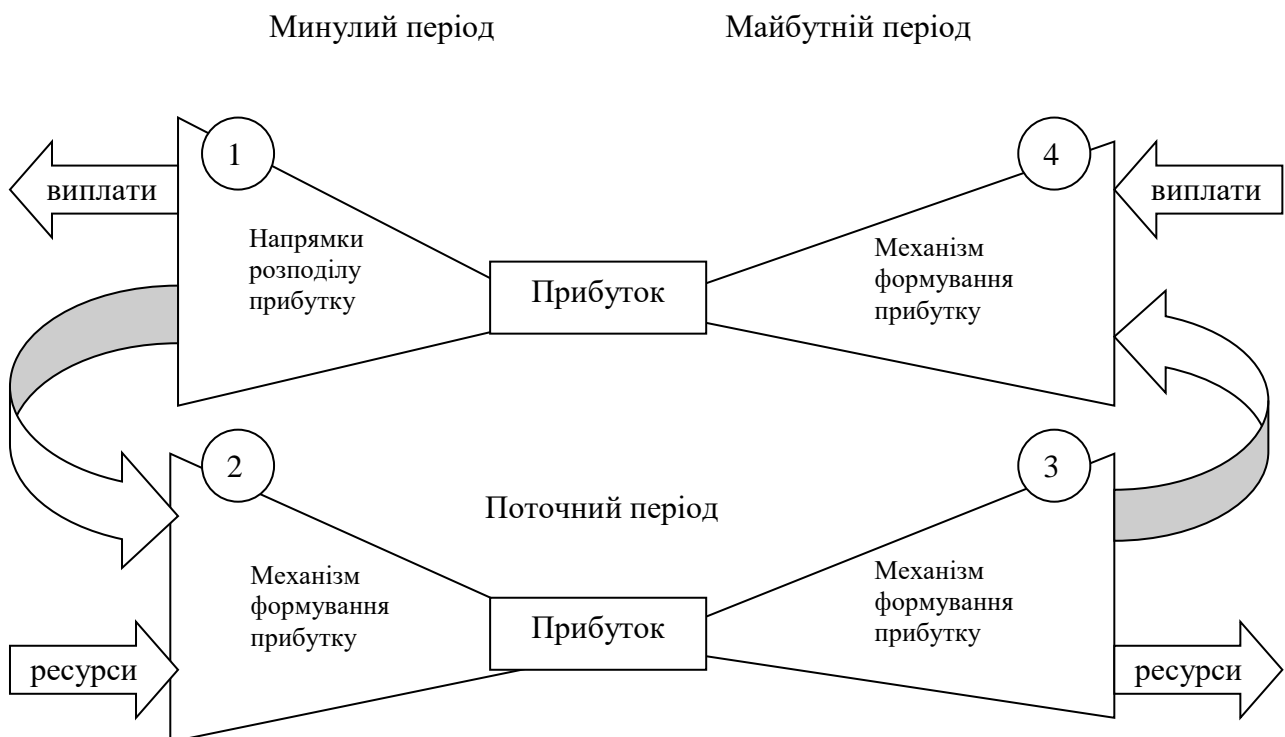 Минулий період
Майбутній період
1
4
виплати
виплати
Напрямки
розподілу
прибутку
Прибуток
Механізм
формування
прибутку
2
3
Поточний період
Механізм
формування
прибутку
Прибуток
Механізм
формування
прибутку
ресурси
ресурси